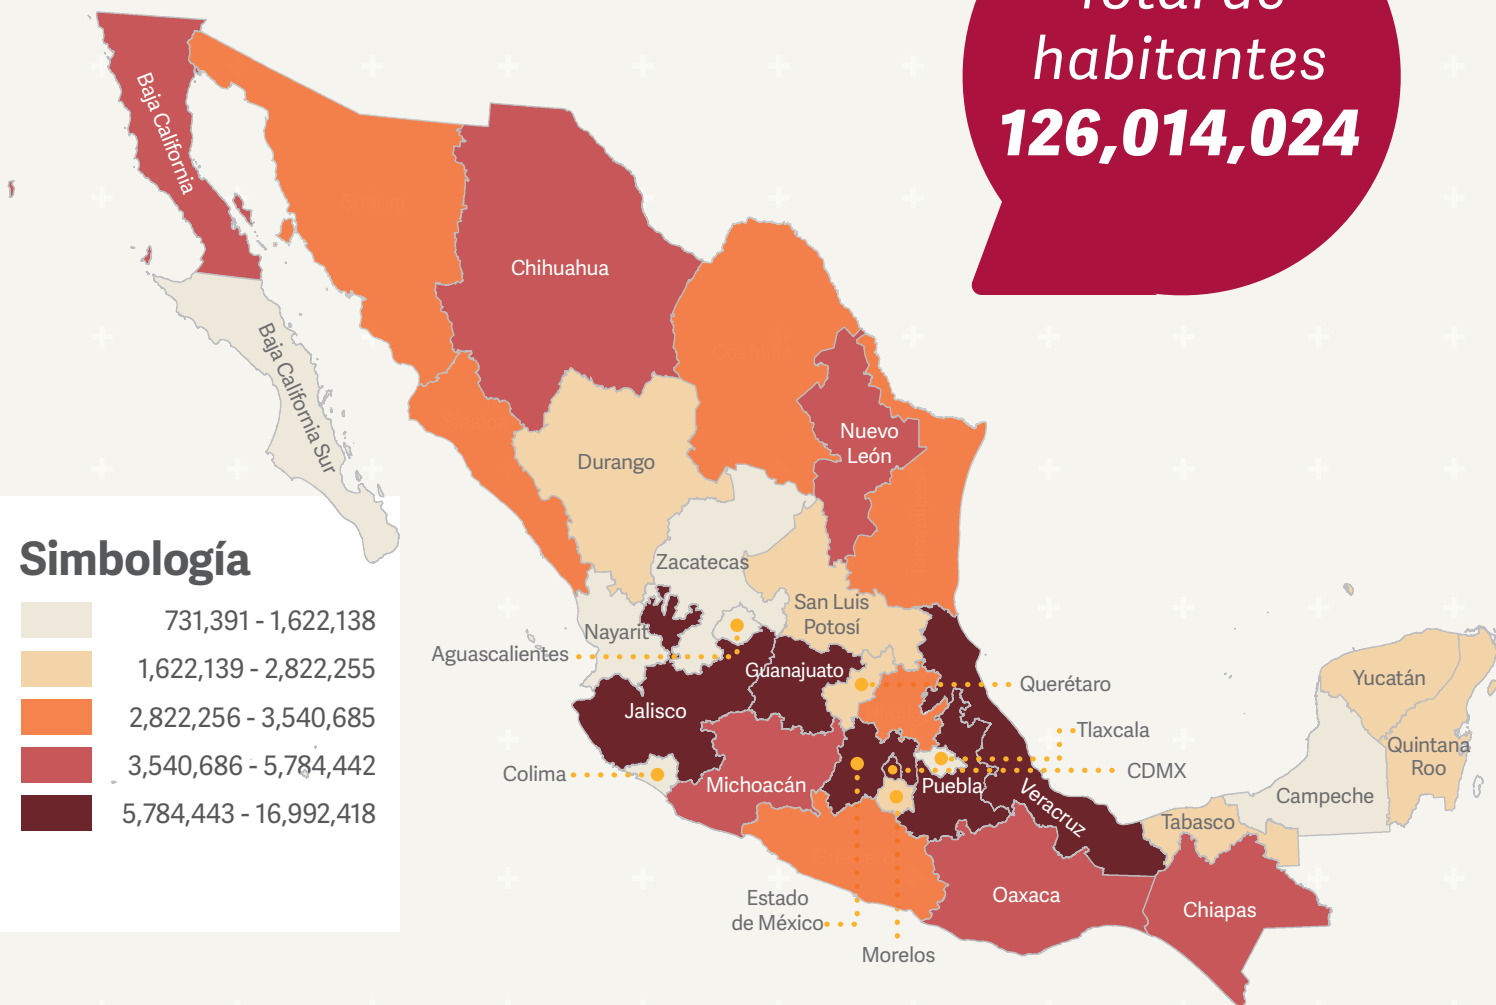 habitantes
126,014,024
Baja California
Chihuahua
Baja California Sur
Nuevo
León
Durango
Simbología
731,391 - 1,622,138
1,622,139 - 2,822,255
2,822,256 - 3,540,685
3,540,686 - 5,784,442
5,784,443 - 16,992,418
Zacatecas
San Luis
Potosí
Nayarit
Aguascalientes
Guanajuato
Querétaro
Jalisco
Tlaxcala
Colima
CDMX
Michoacán
Puebla
Veracruz
Yucatán
Quintana
Roo
Campeche
Tabasco
Estado
de México
Oaxaca
Chiapas
Morelos